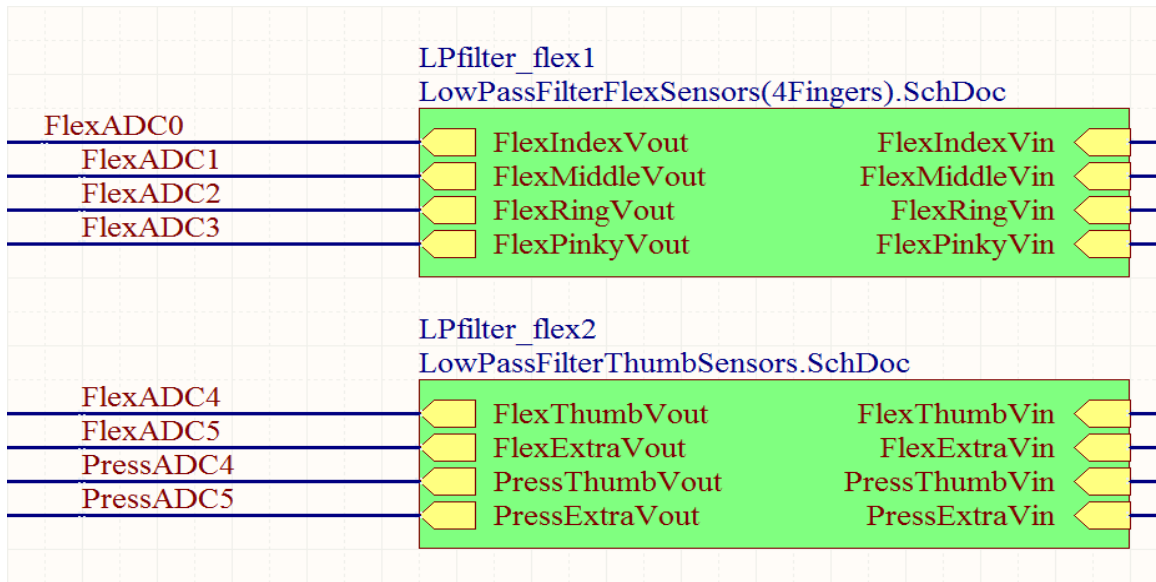 LPfilter_flex1
LowPassFilterFlexSensors(4Fingers).SchDoc
FlexADC0 FlexIndexVout FlexIndexVin
FlexADC1 FlexMiddleVout FlexMiddleVin
FlexADC2 FlexRingVout FlexRingVin
FlexADC3 FlexPinkyVout FlexPinkyVin
LPfilter_flex2
LowPassFilterThumbSensors.SchDoc
FlexADC4 FlexThumbVout FlexThumbVin
FlexADC5 FlexExtraVout FlexExtraVin
PressADC4 PressThumbVout PressThumbVin
PressADC5 PressExtraVout PressExtraVin